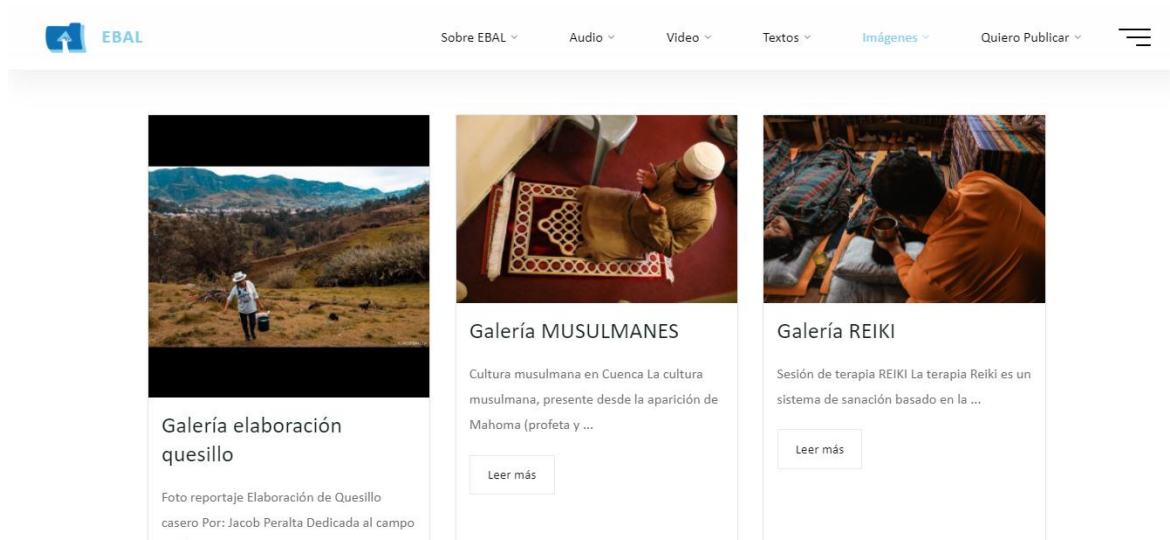 EBAL
Sobre EBAL
Audio
Video
Textos
Imágenes
Quiero Publicar
Galería elaboración
quesillo
Foto reportaje Elaboración de Quesillo
casero Por: Jacob Peralta Dedicada al campo
Galería MUSULMANES
Cultura musulmana en Cuenca La cultura
musulmana, presente desde la aparición de
Mahoma (profeta y ...
Leer más
Galería REIKI
Sesión de terapia REIKI La terapia Reiki es un
sistema de sanación basado en la ...
Leer más